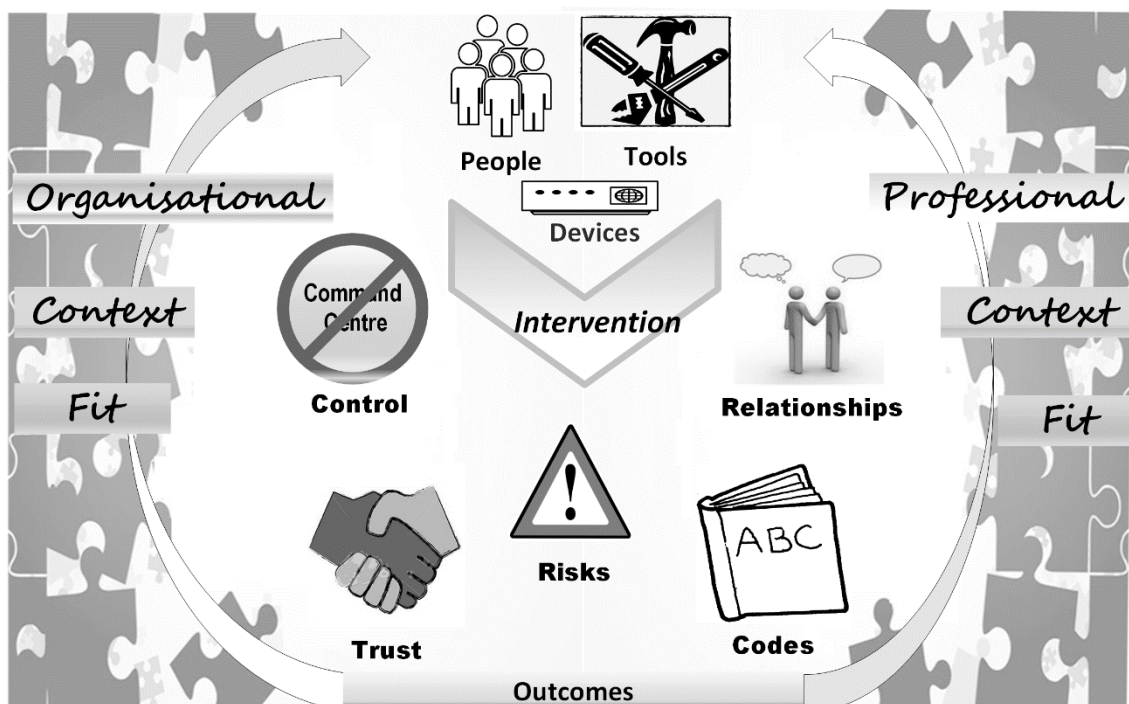 People
Tools
Devices
Organisational
Context
Fit
Professional
Context
Fit
Command
Centre
Control
Intervention
Relationships
Risks
Trust
ABC
Codes
Outcomes